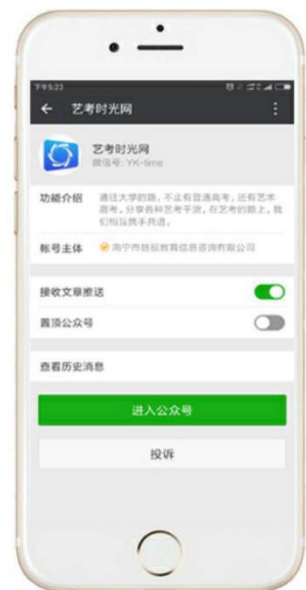 下午5:23
艺考时光网
艺考时光网
微信号: YK-time
功能介绍
通往大学的路，不止有普通高考，还有艺术
高考。分享各种艺考干货，在艺考的路上，我
们相互携手共进。
帐号主体
南宁市
教育信息咨询有限公司
接收文章推送
置顶公众号
查看历史消息
进入公众号
投诉